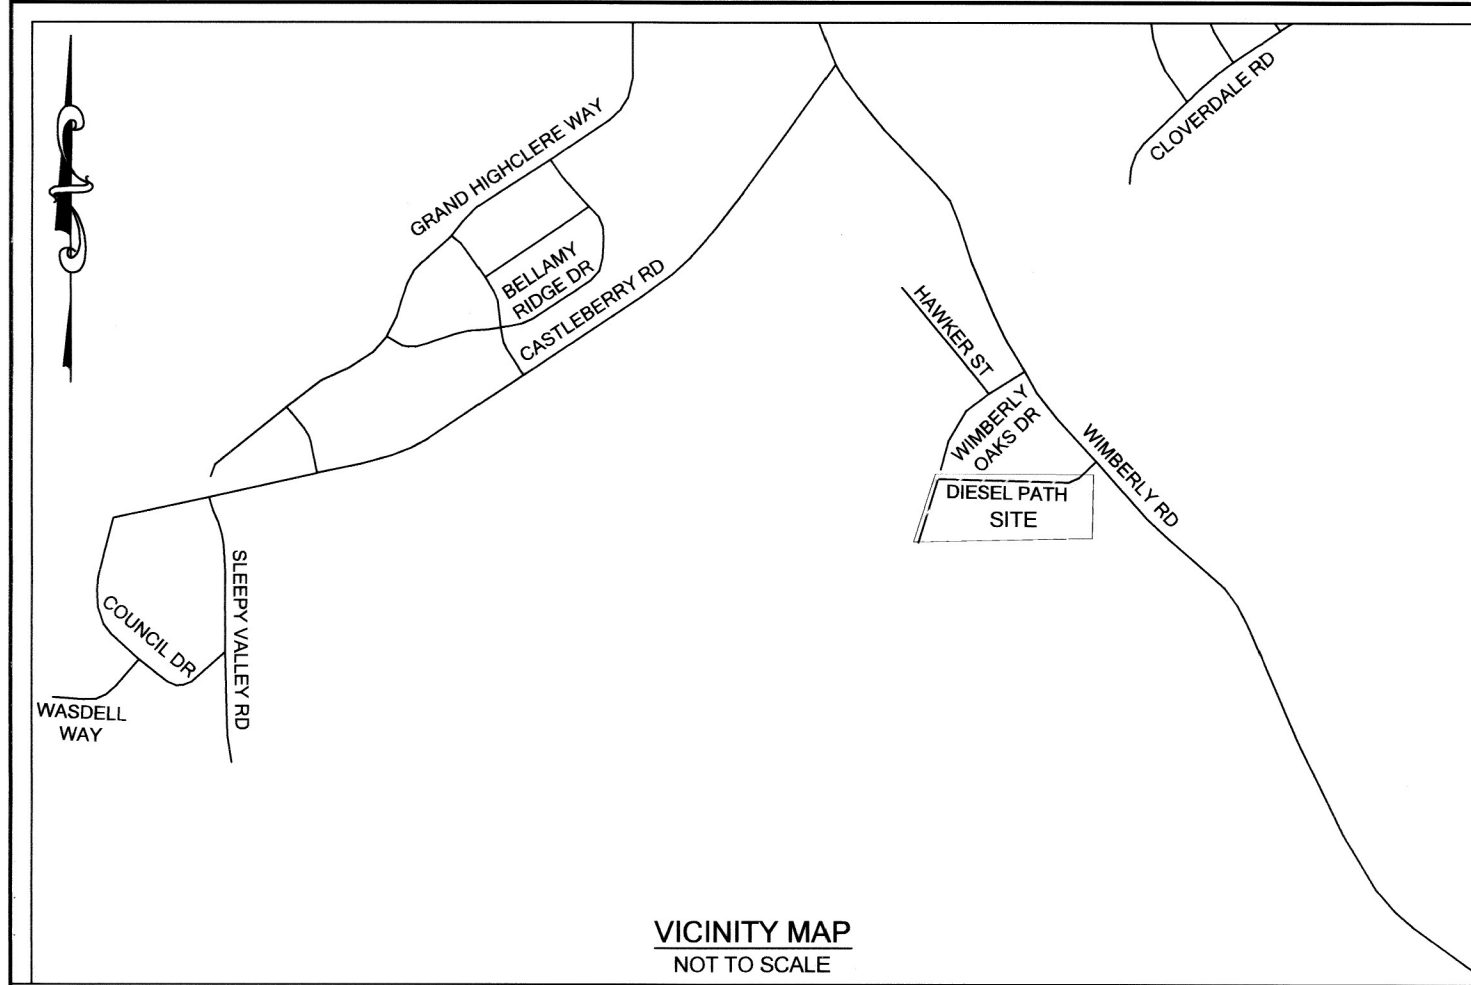 CLOVERDALE RD
GRAND HIGHCLERE WAY
BELLAMY
RIDGE DR
CASTLEBERRY RD
HAWKER ST
WIMBERLY
OAKS DR
WIMBERLY RD
DIESEL PATH
SITE
SLEEPY VALLEY RD
COUNCIL DR
WASDELL
WAY
VICINITY MAP
NOT TO SCALE